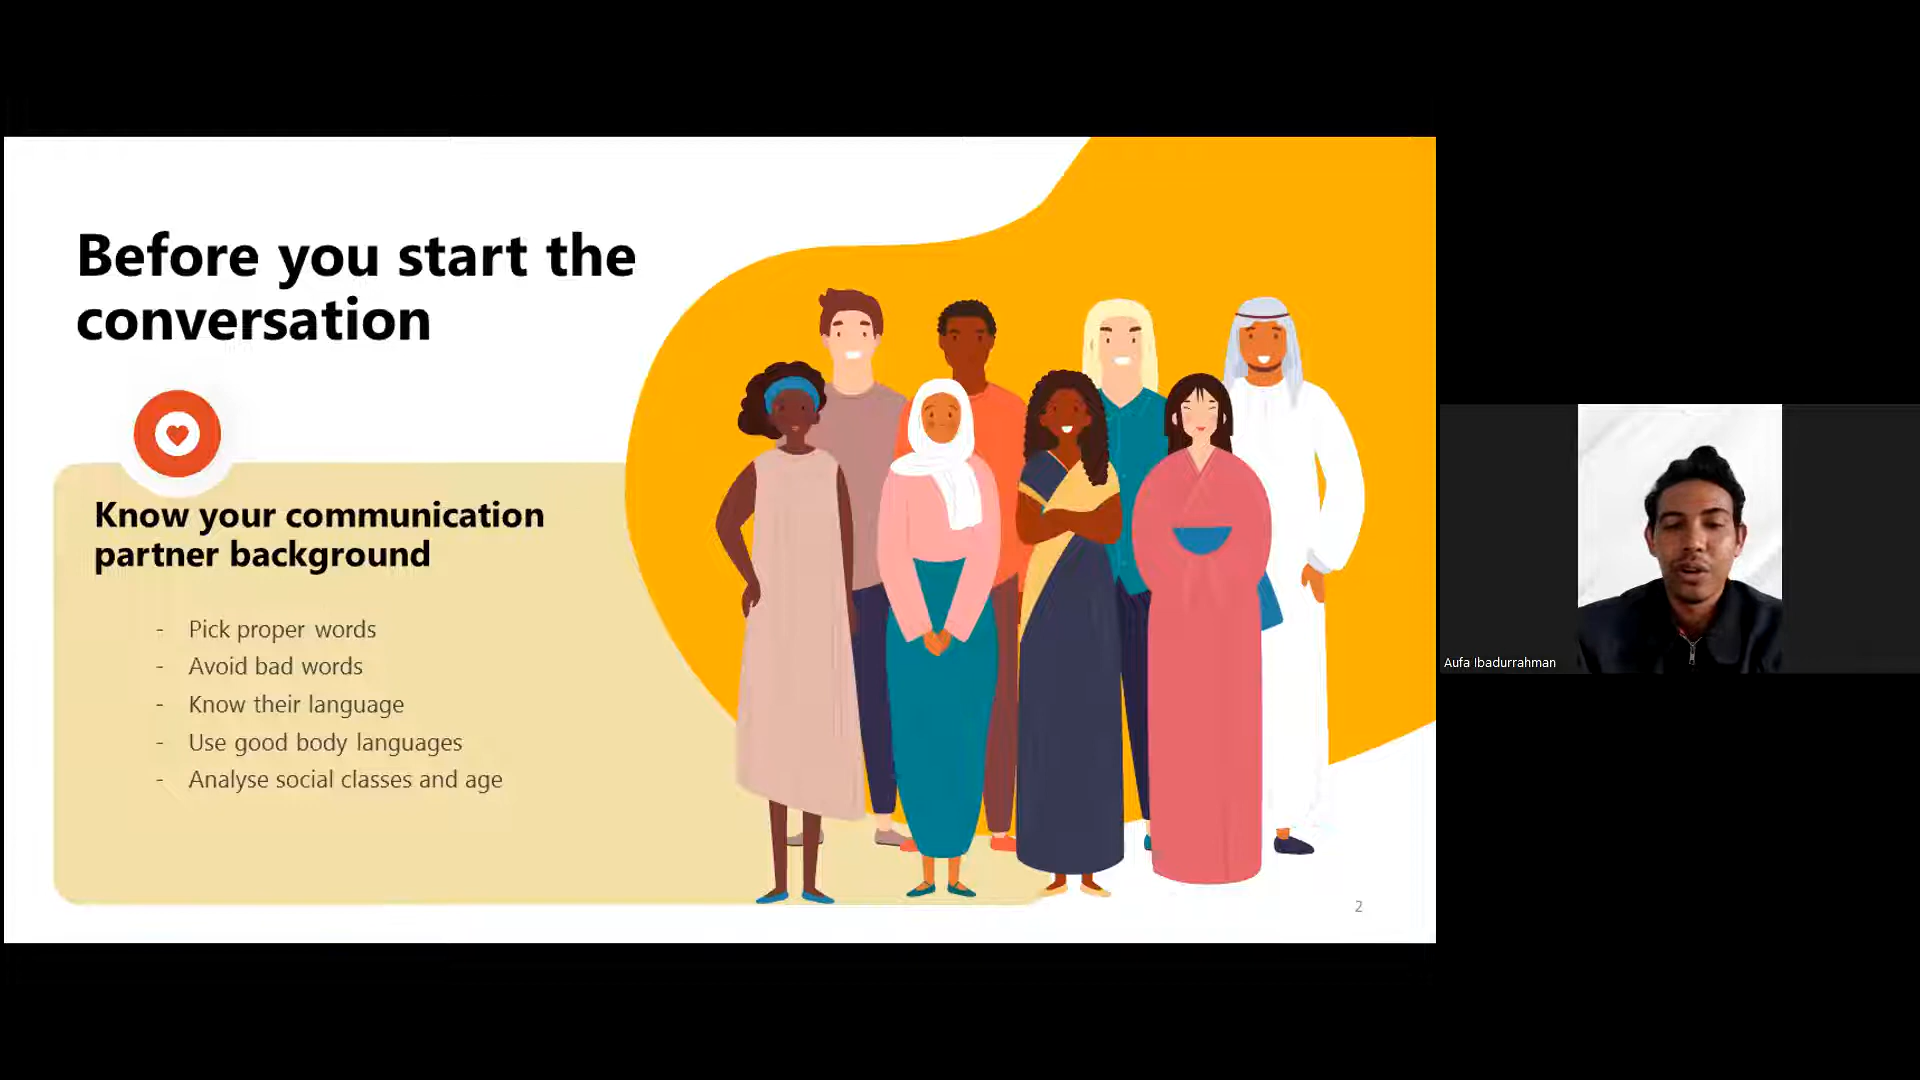 Before you start the
conversation
Know your communication
partner background
- Pick proper words
- Avoid bad words
- Know their language
- Use good body languages
- Analyse social classes and age
2
Aufa Ibadurrahman